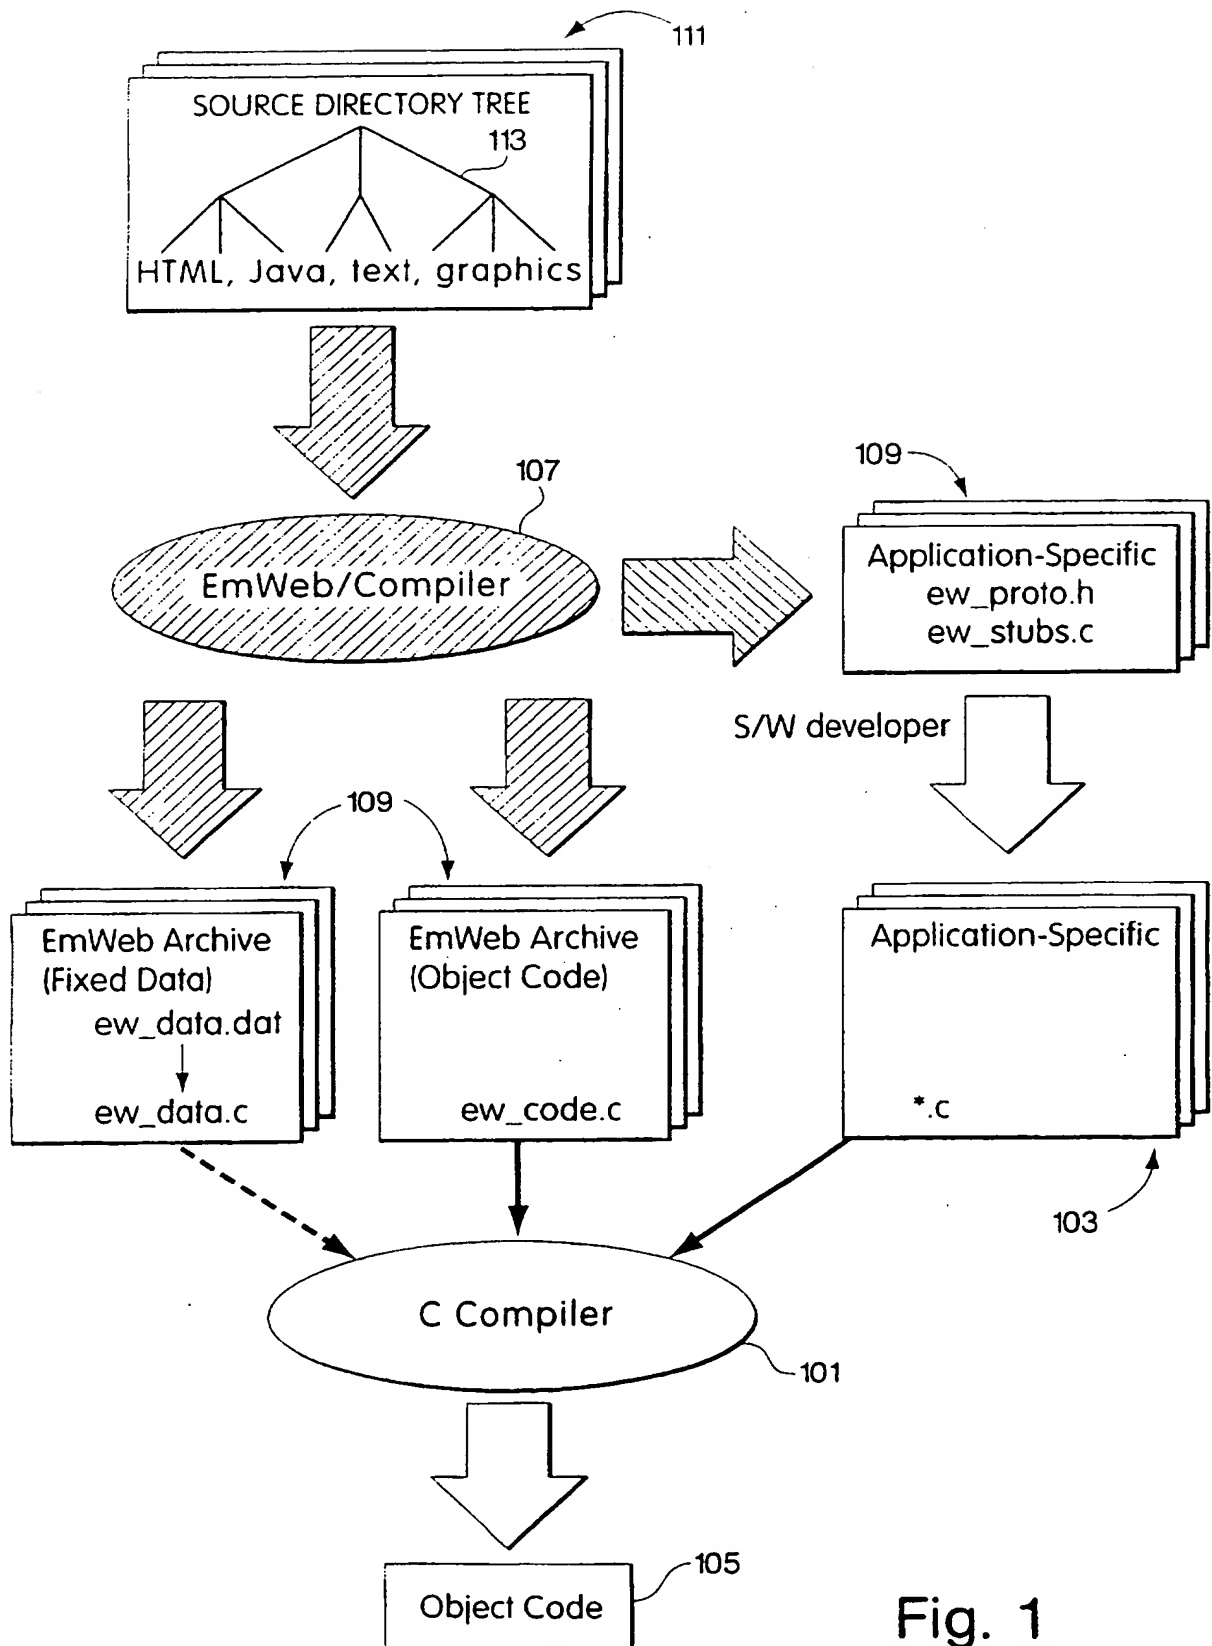 111
SOURCE DIRECTORY TREE
113
HTML, Java, text, graphics
107
109
EmWeb/Compiler
Application-Specific
ew_proto.h
ew_stubs.c
S/W developer
109
EmWeb Archive
(Fixed Data)
ew_data.dat
ew_data.c
EmWeb Archive
(Object Code)
ew_code.c
Application-Specific
*.c
103
C Compiler
101
105
Object Code
Fig. 1